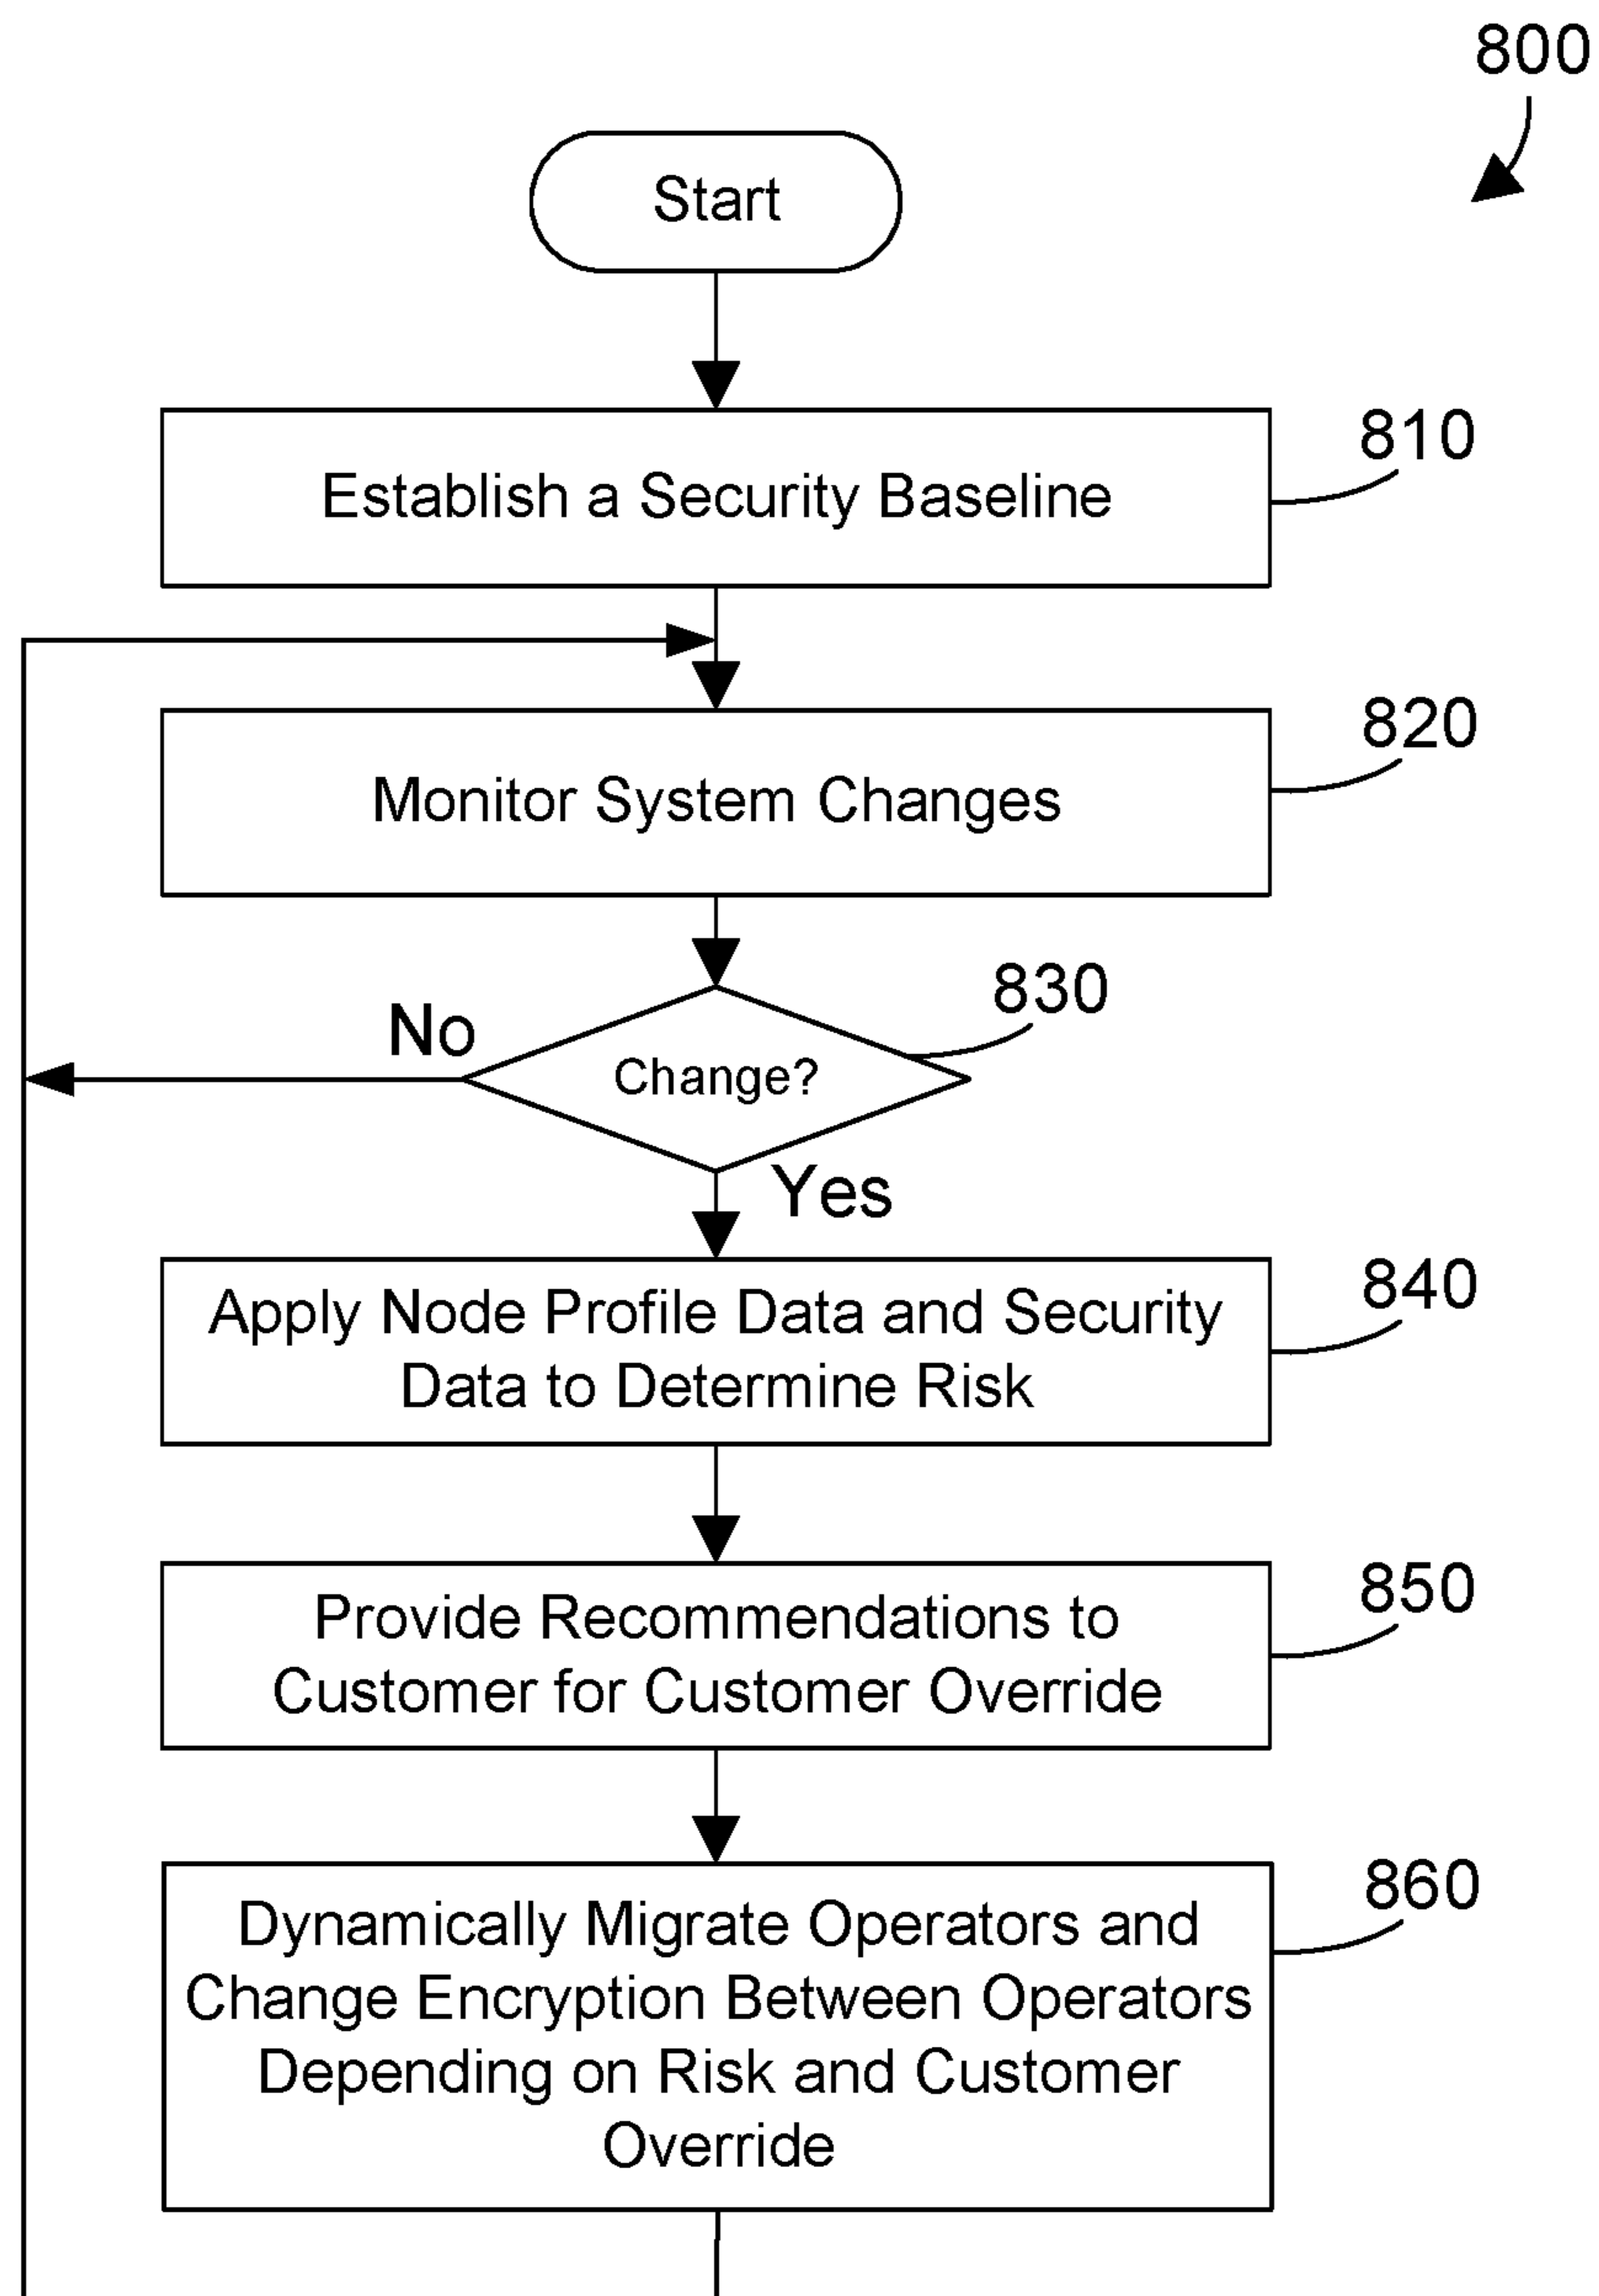 800
Start
Establish a Security Baseline
810
Monitor System Changes
820
830
No
Change?
Yes
Apply Node Profile Data and Security
Data to Determine Risk
840
Provide Recommendations to
Customer for Customer Override
850
Dynamically Migrate Operators and
Change Encryption Between Operators
Depending on Risk and Customer
Override
860